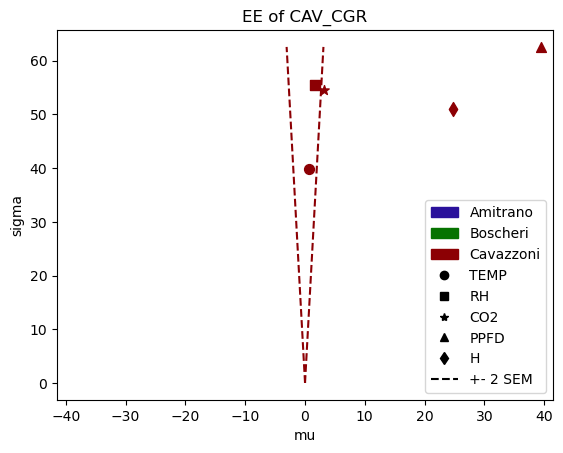 EE of CAV_CGR
60
50
40
30
20
10
0
sigma
−40
−30
−20
−10
0
10
20
30
40
mu
Amitrano
Boscheri
Cavazzoni
TEMP
RH
CO2
PPFD
H
+- 2 SEM